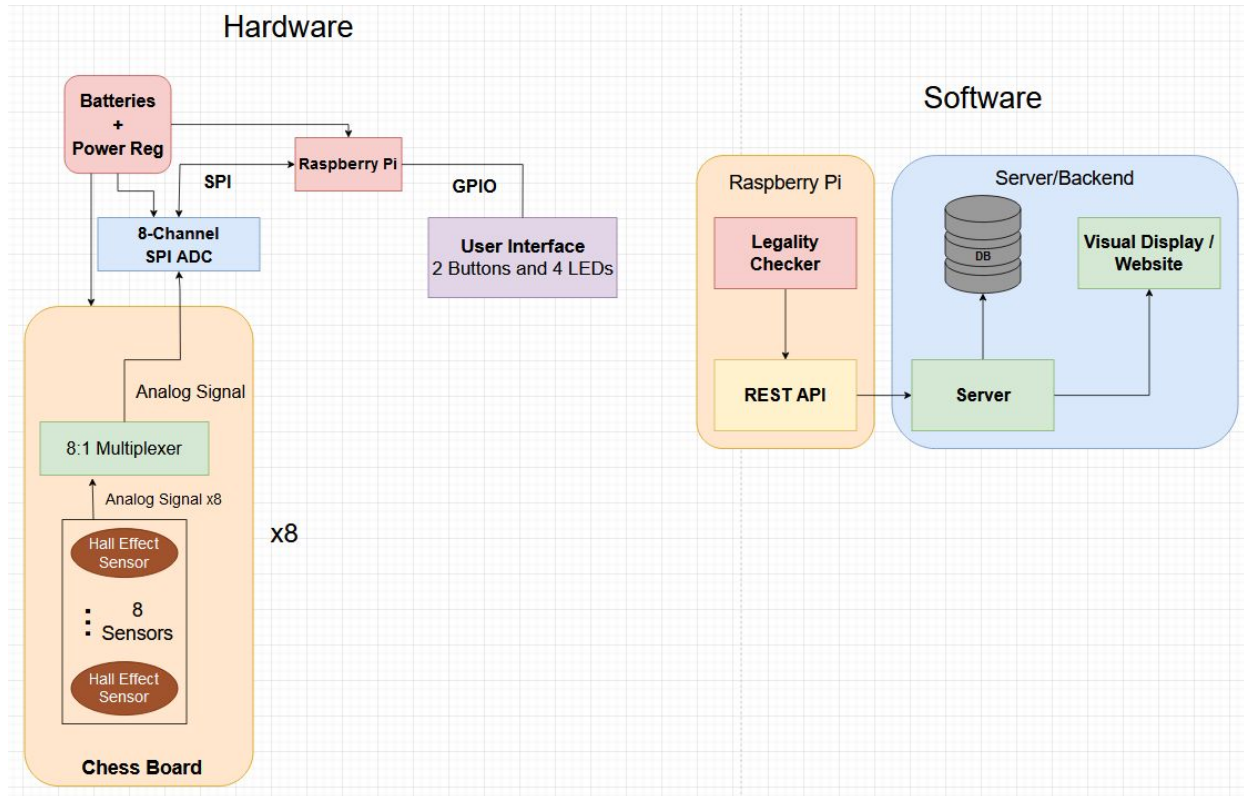 Hardware
Batteries
+
Power Reg
SPI
Raspberry Pi
GPIO
8-Channel
SPI ADC
User Interface
2 Buttons and 4 LEDs
Analog Signal
8:1 Multiplexer
Analog Signal x8
Hall Effect
Sensor
8
Sensors
Hall Effect
Sensor
Chess Board
x8
Software
Raspberry Pi
Legality
Checker
REST API
Server/Backend
DB
Visual Display /
Website
Server